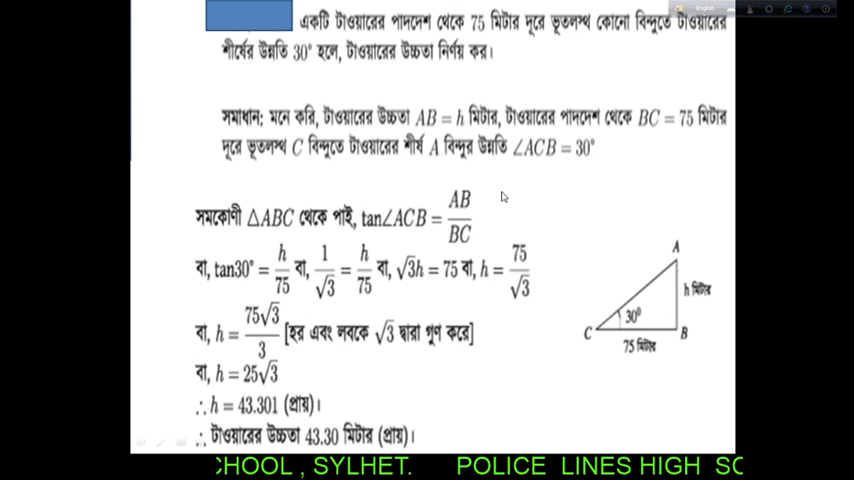 English
একটি টাওয়ারের পাদদেশ থেকে 75 মিটার দূরে ভূতলস্থ কোনো বিন্দুতে টাওয়ারের
শীর্ষের উন্নতি 30° হলে, টাওয়ারের উচ্চতা নির্ণয় কর।
সমাধান: মনে করি, টাওয়ারের উচ্চতা AB = h মিটার, টাওয়ারের পাদদেশ থেকে BC = 75 মিটার
দূরে ভূতলস্থ C বিন্দুতে টাওয়ারের শীর্ষ A বিন্দুর উন্নতি ∠ACB = 30°
সমকোণী △ABC থেকে পাই, tan∠ACB = AB/BC
বা, tan30° = h/75 বা, 1/√3 = h/75 বা, √3h = 75 বা, h = 75/√3
বা, h = 75√3/3 [হর এবং লবকে √3 দ্বারা গুণ করে]
বা, h = 25√3
∴ h = 43.301 (প্রায়)।
∴ টাওয়ারের উচ্চতা 43.30 মিটার (প্রায়)।
A
h মিটার
30°
C
B
75 মিটার
CHOOL , SYLHET. POLICE LINES HIGH SC